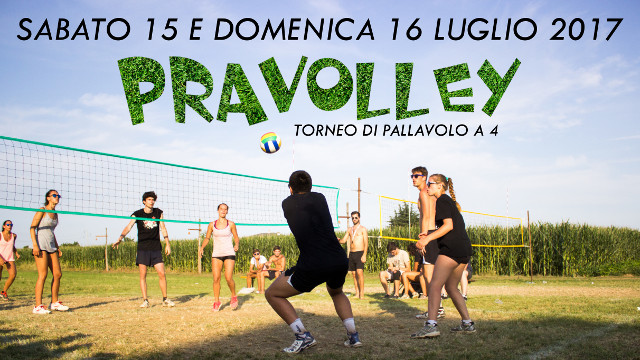 SABATO 15 E DOMENICA 16 LUGLIO 2017
PRAVOLLEY
TORNEO DI PALLAVOLO A 4